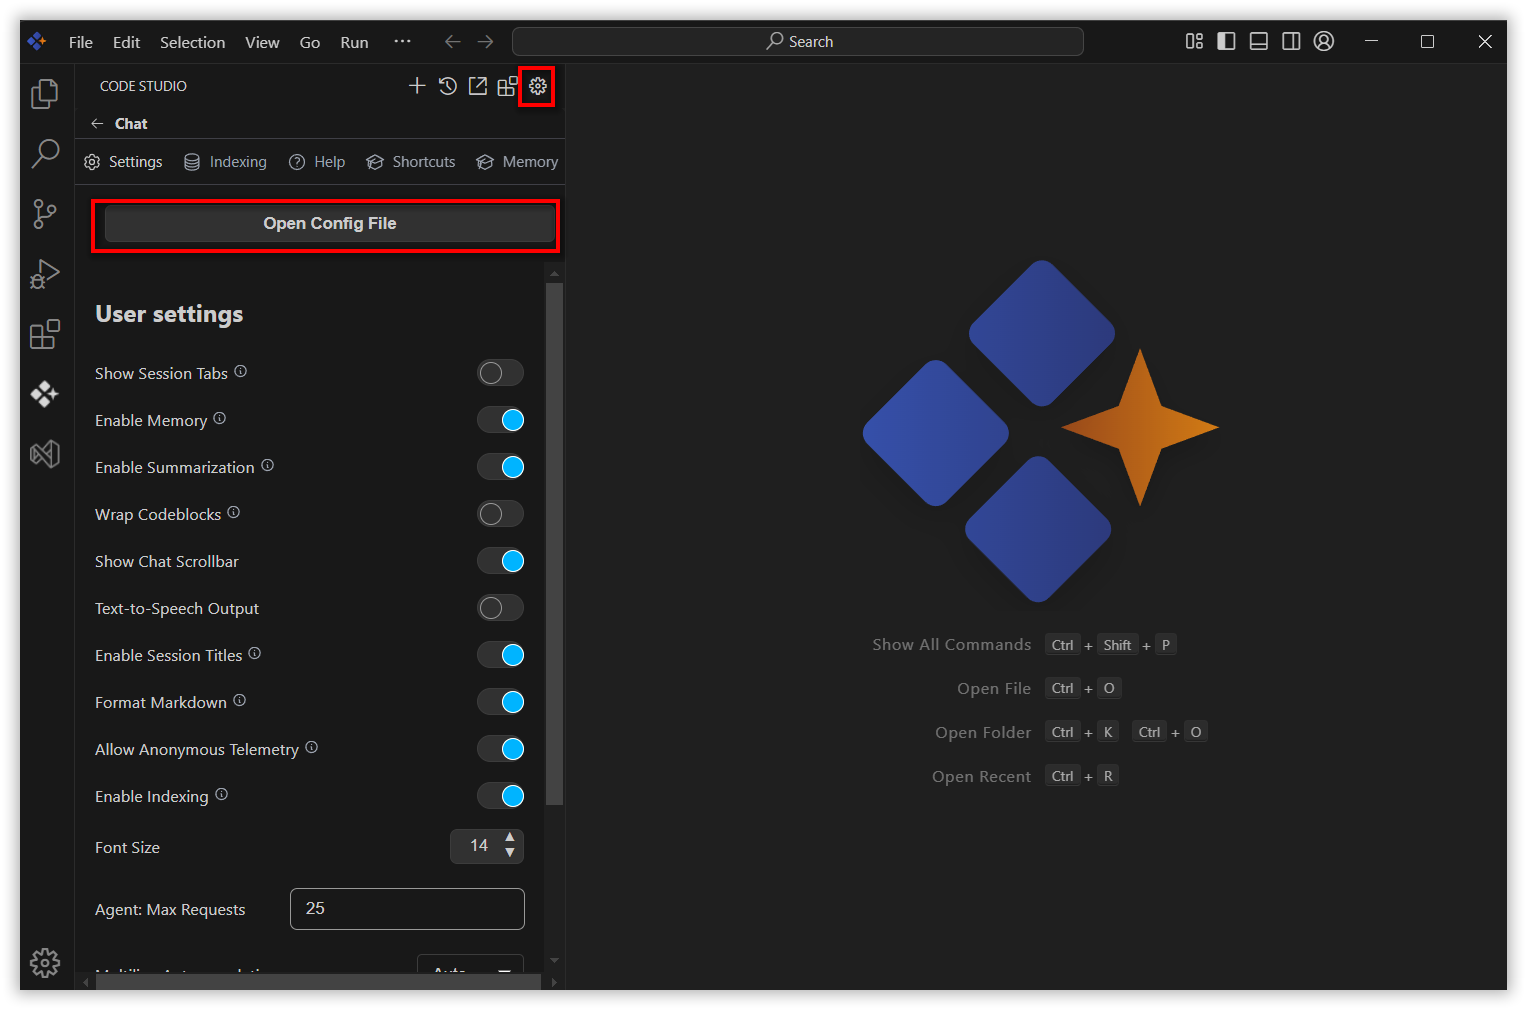 File Edit Selection View Go Run ··· Search
CODE STUDIO
Chat
Settings Indexing Help Shortcuts Memory
Open Config File
User settings
Show Session Tabs
Enable Memory
Enable Summarization
Wrap Codeblocks
Show Chat Scrollbar
Text-to-Speech Output
Enable Session Titles
Format Markdown
Allow Anonymous Telemetry
Enable Indexing
Font Size 14
Agent: Max Requests 25
Auto
Show All Commands Ctrl + Shift + P
Open File Ctrl + O
Open Folder Ctrl + K Ctrl + O
Open Recent Ctrl + R